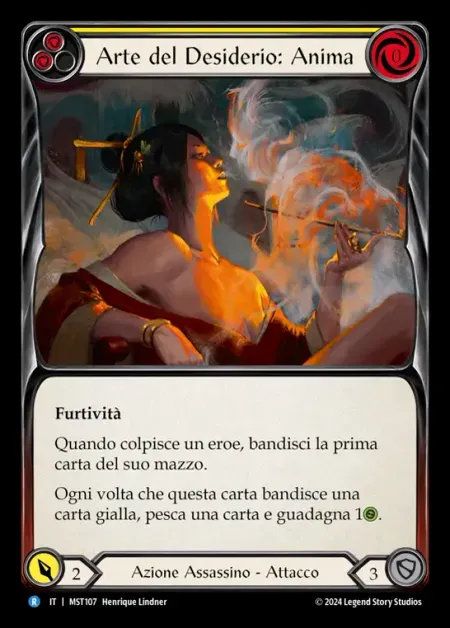 Arte del Desiderio: Anima
0
Furtività
Quando colpisce un eroe, bandisci la prima
carta del suo mazzo.
Ogni volta che questa carta bandisce una
carta gialla, pesca una carta e guadagna 1.
2
Azione Assassino - Attacco
3
R IT | MST107 Henrique Lindner
© 2024 Legend Story Studios